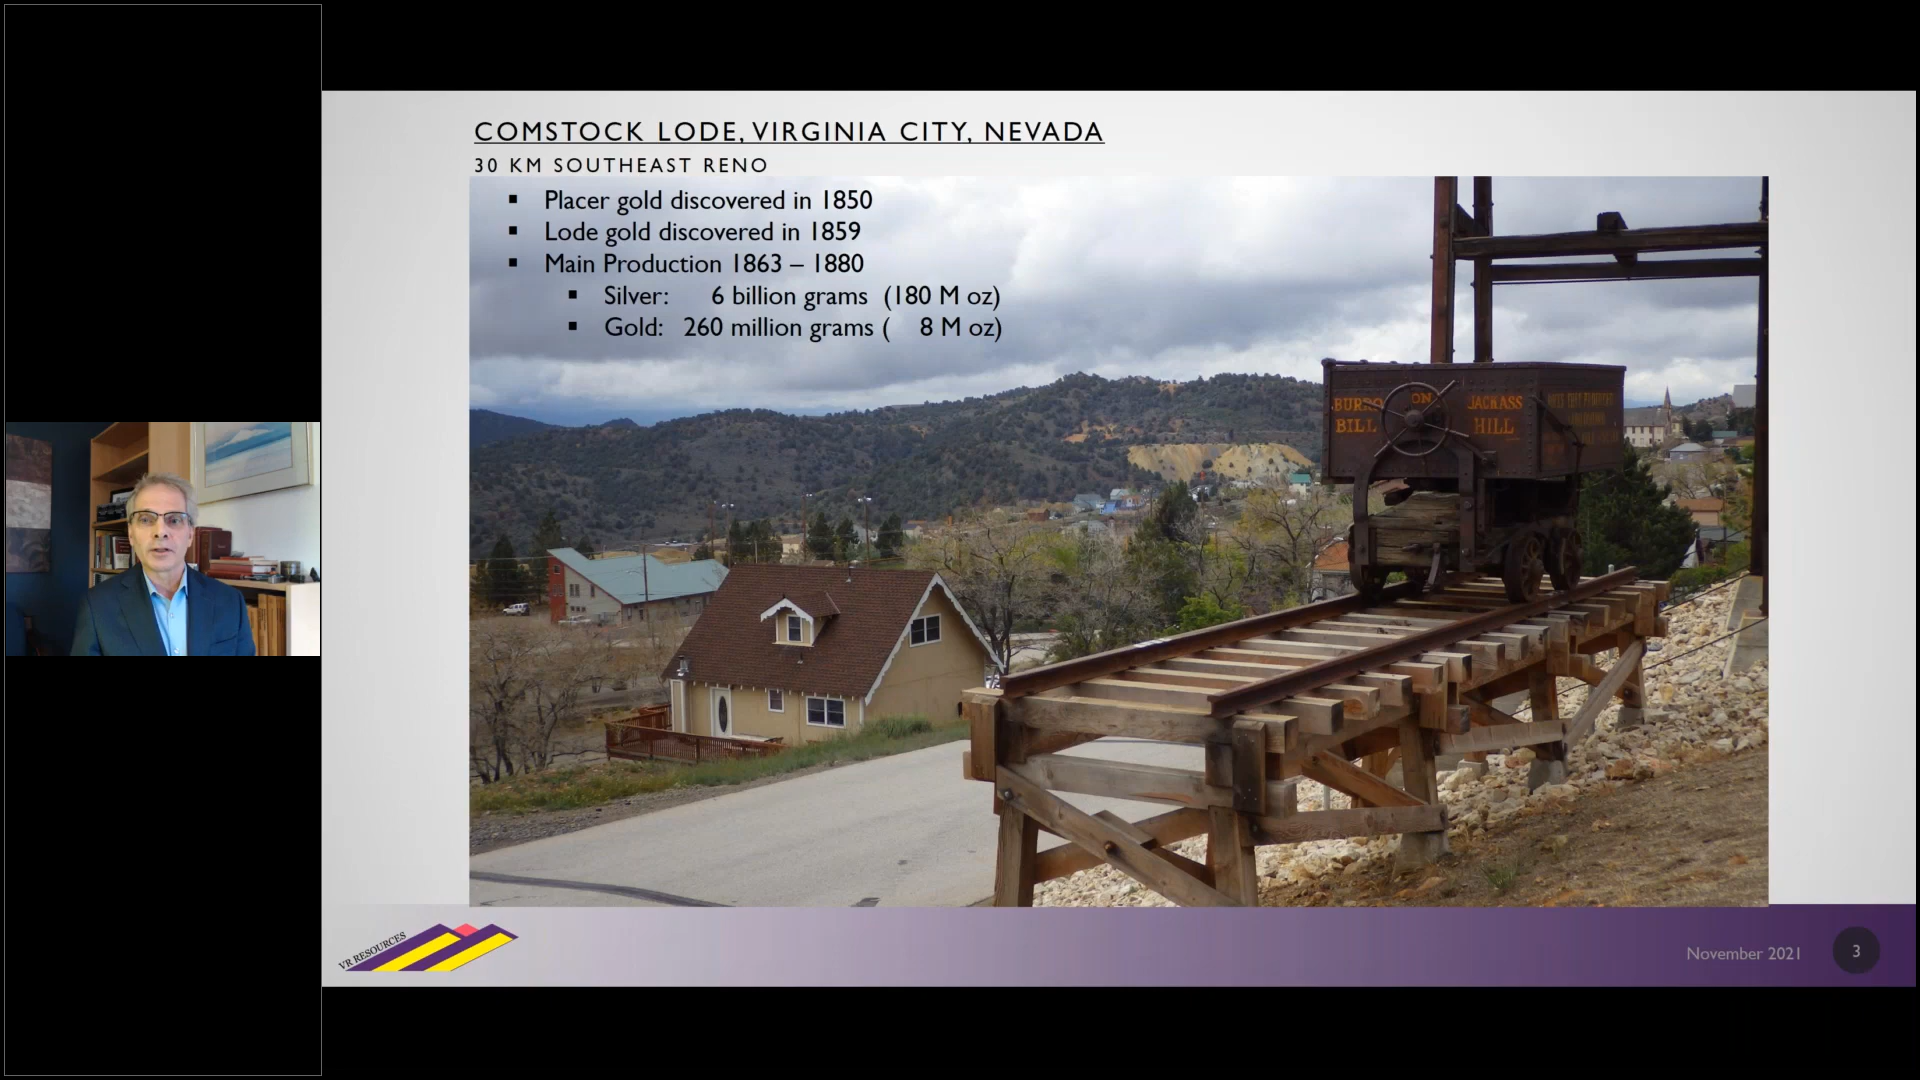 COMSTOCK LODE, VIRGINIA CITY, NEVADA
30 KM SOUTHEAST RENO
▪ Placer gold discovered in 1850
▪ Lode gold discovered in 1859
▪ Main Production 1863 – 1880
▪ Silver: 6 billion grams (180 M oz)
▪ Gold: 260 million grams ( 8 M oz)
BURRO ON JACKASS
BILL HILL
VR RESOURCES
November 2021
3